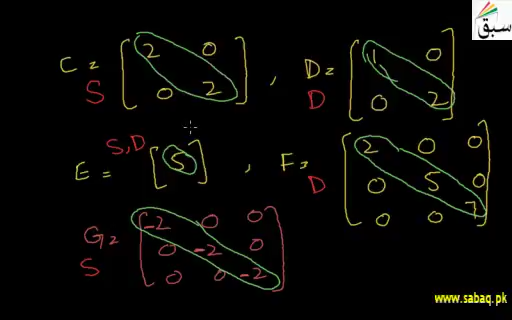 سبق
C = [ 2 0 , D = [ 1 0
S 0 2 ] D 0 2 ]
S, D
E = [ 5 ] , F = [ 2 0 0
D 0 5 0
0 0 7 ]
G = [ -2 0 0
S 0 -2 0
0 0 -2 ]
www.sabaq.pk